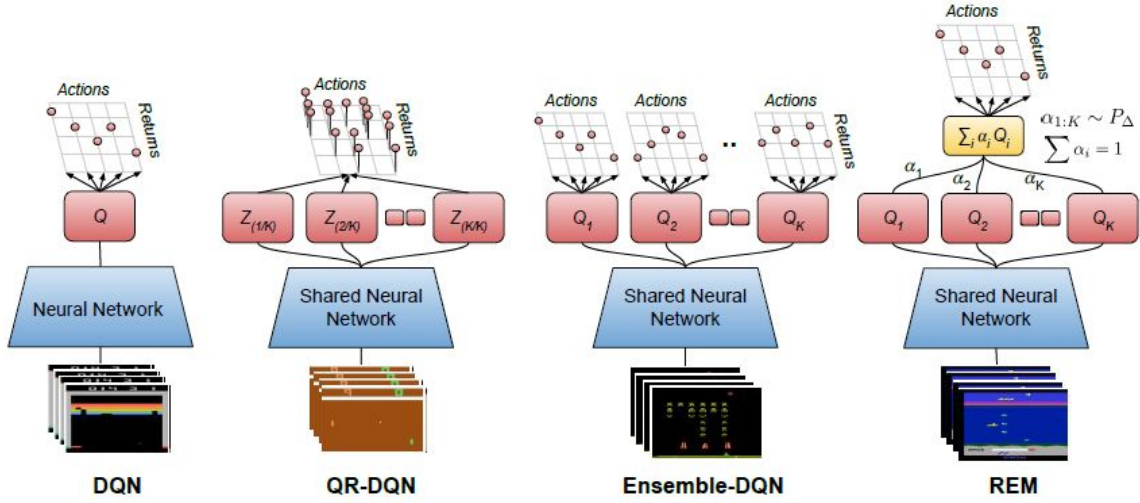 Actions
Returns
Q
Neural Network
DQN
Actions
Returns
Z(1/K)
Z(2/K)
Z(K/K)
Shared Neural
Network
QR-DQN
Actions
Actions
..
Actions
Returns
Q1
Q2
QK
Shared Neural
Network
Ensemble-DQN
Actions
Returns
∑i αi Qi
α1:K ∼ PΔ
∑ αi = 1
α1
α2
αK
Q1
Q2
QK
Shared Neural
Network
REM